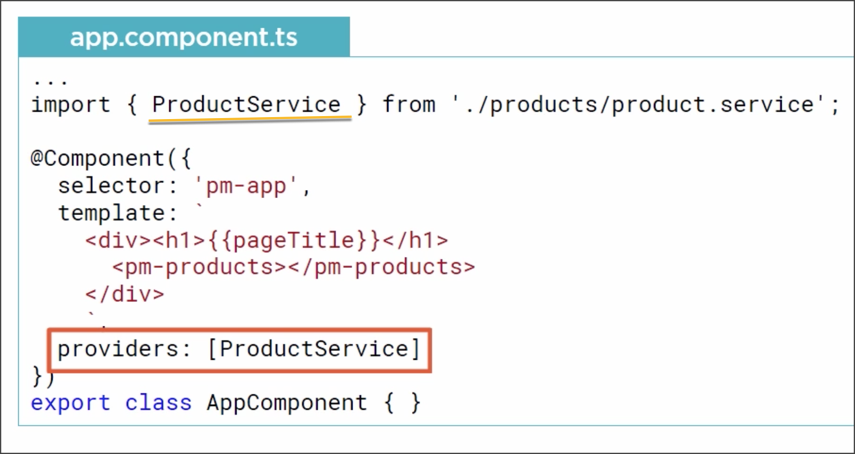 app.component.ts
...
import { ProductService } from './products/product.service';
@Component({
selector: 'pm-app',
template: `
<div><h1>{{pageTitle}}</h1>
<pm-products></pm-products>
</div>
`,
providers: [ProductService]
})
export class AppComponent { }